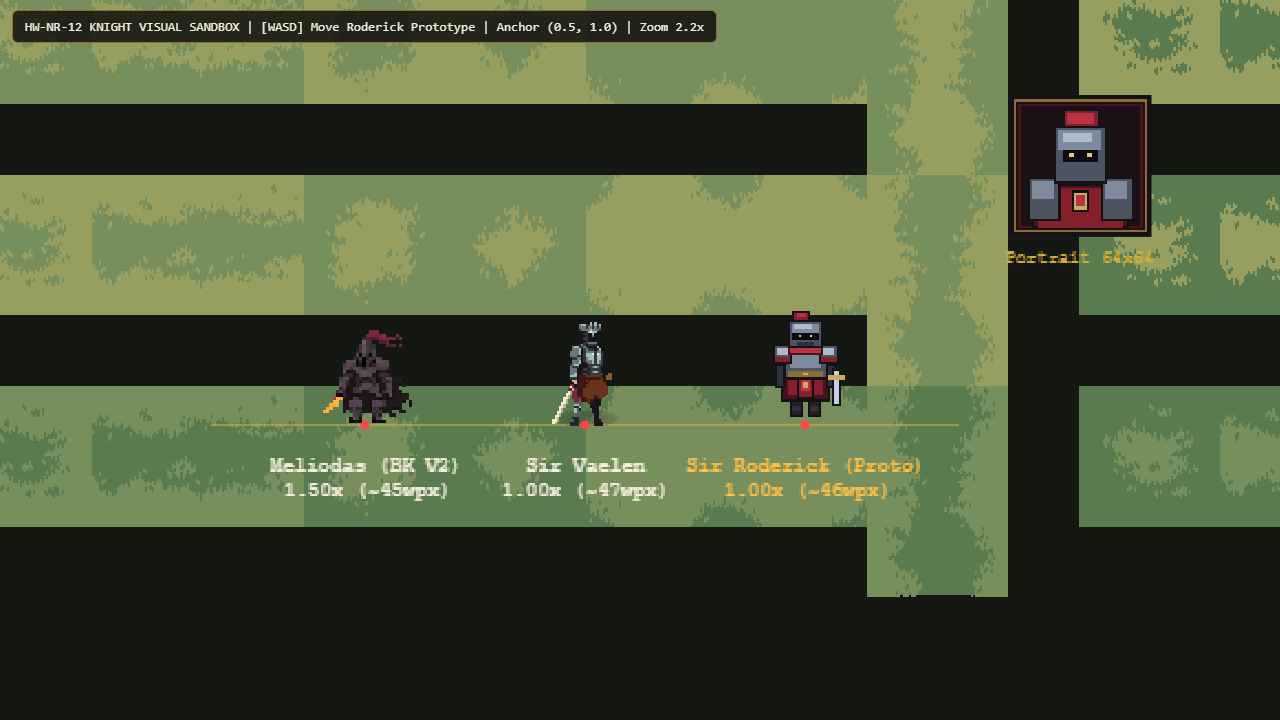 HW-NR-12 KNIGHT VISUAL SANDBOX | [WASD] Move Roderick Prototype | Anchor (0.5, 1.0) | Zoom 2.2x
Portrait 64x64
Meliodas (BK V2)
1.50x (~45wpx)
Sir Vaelen
1.00x (~47wpx)
Sir Roderick (Proto)
1.00x (~46wpx)